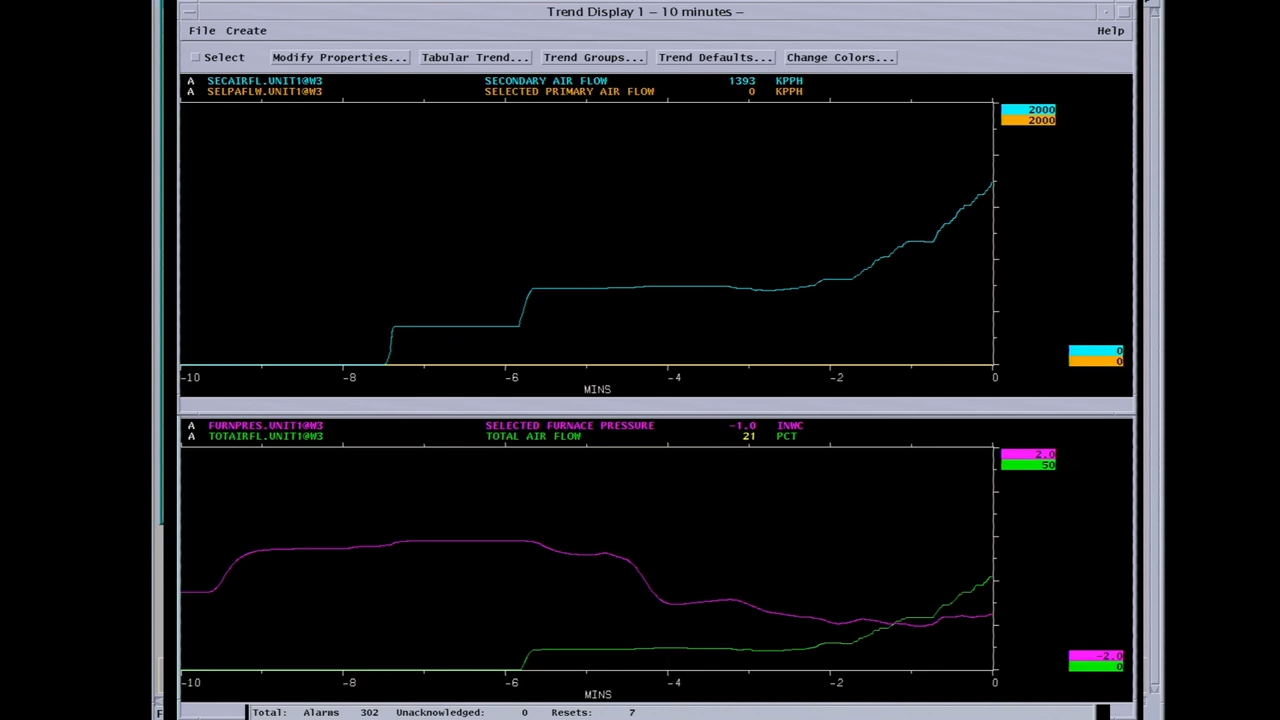 Trend Display 1 – 10 minutes –
File Create Help
Select Modify Properties... Tabular Trend... Trend Groups... Trend Defaults... Change Colors...
A SECAIRFL.UNIT1@W3 SECONDARY AIR FLOW 1393 KPPH
A SELPAFLW.UNIT1@W3 SELECTED PRIMARY AIR FLOW 0 KPPH
2000
2000
0
0
-10 -8 -6 -4 -2 0
MINS
A FURNPRES.UNIT1@W3 SELECTED FURNACE PRESSURE -1.0 INWC
A TOTAIRFL.UNIT1@W3 TOTAL AIR FLOW 21 PCT
2.0
50
-2.0
0
-10 -8 -6 -4 -2 0
MINS
Total: Alarms 302 Unacknowledged: 0 Resets: 7